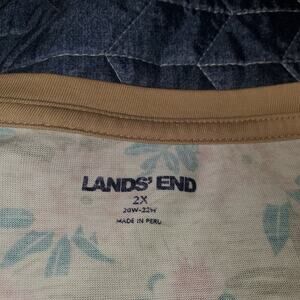 LANDS' END
2X
20W-22W
MADE IN PERU